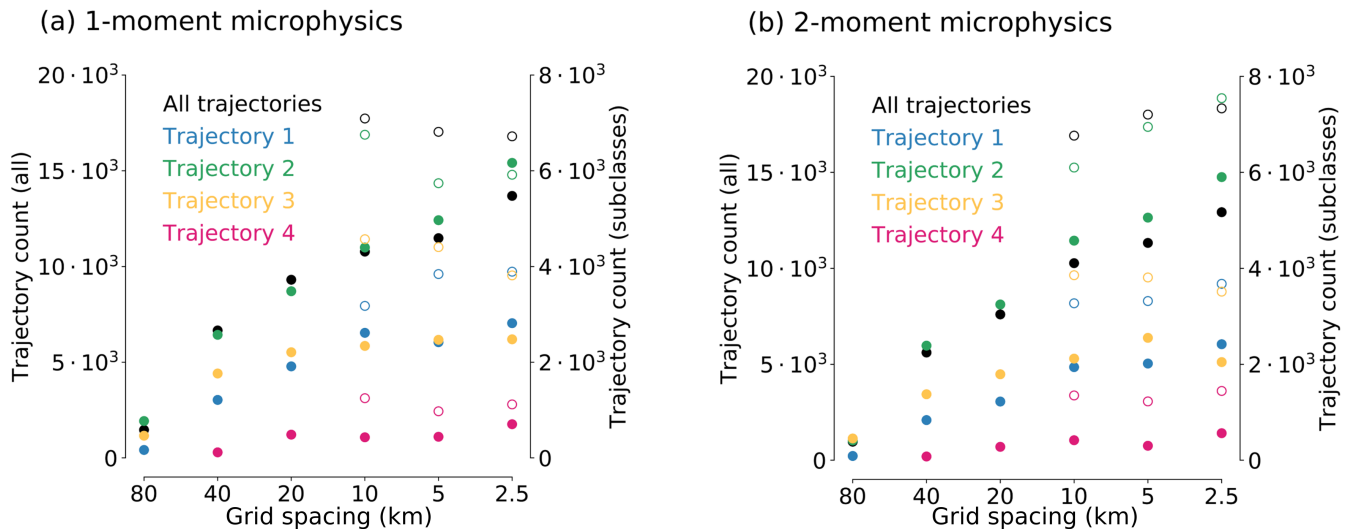 (a) 1-moment microphysics
20·10³
15·10³
10·10³
5·10³
0
Trajectory count (all)
All trajectories
Trajectory 1
Trajectory 2
Trajectory 3
Trajectory 4
8·10³
6·10³
4·10³
2·10³
0
Trajectory count (subclasses)
80 40 20 10 5 2.5
Grid spacing (km)
(b) 2-moment microphysics
20·10³
15·10³
10·10³
5·10³
0
Trajectory count (all)
All trajectories
Trajectory 1
Trajectory 2
Trajectory 3
Trajectory 4
8·10³
6·10³
4·10³
2·10³
0
Trajectory count (subclasses)
80 40 20 10 5 2.5
Grid spacing (km)